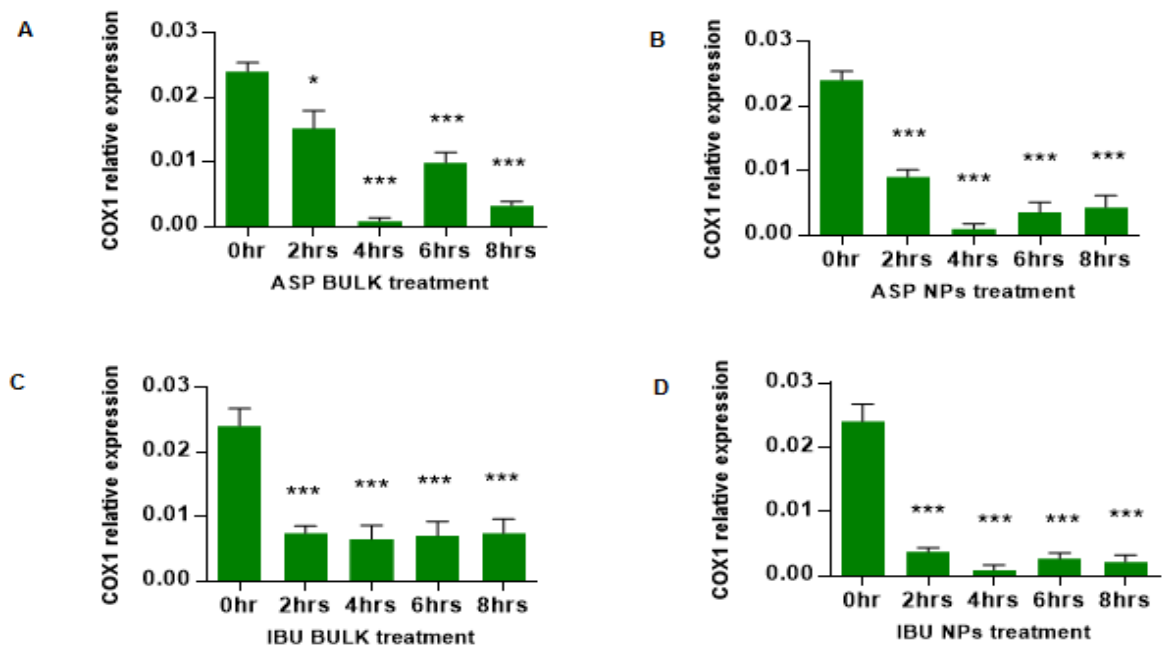 A
COX1 relative expression
0.03
0.02
0.01
0.00
*
***
***
***
0hr 2hrs 4hrs 6hrs 8hrs
ASP BULK treatment
B
COX1 relative expression
0.03
0.02
0.01
0.00
***
***
***
***
0hr 2hrs 4hrs 6hrs 8hrs
ASP NPs treatment
C
COX1 relative expression
0.03
0.02
0.01
0.00
***
***
***
***
0hr 2hrs 4hrs 6hrs 8hrs
IBU BULK treatment
D
COX1 relative expression
0.03
0.02
0.01
0.00
***
***
***
***
0hr 2hrs 4hrs 6hrs 8hrs
IBU NPs treatment